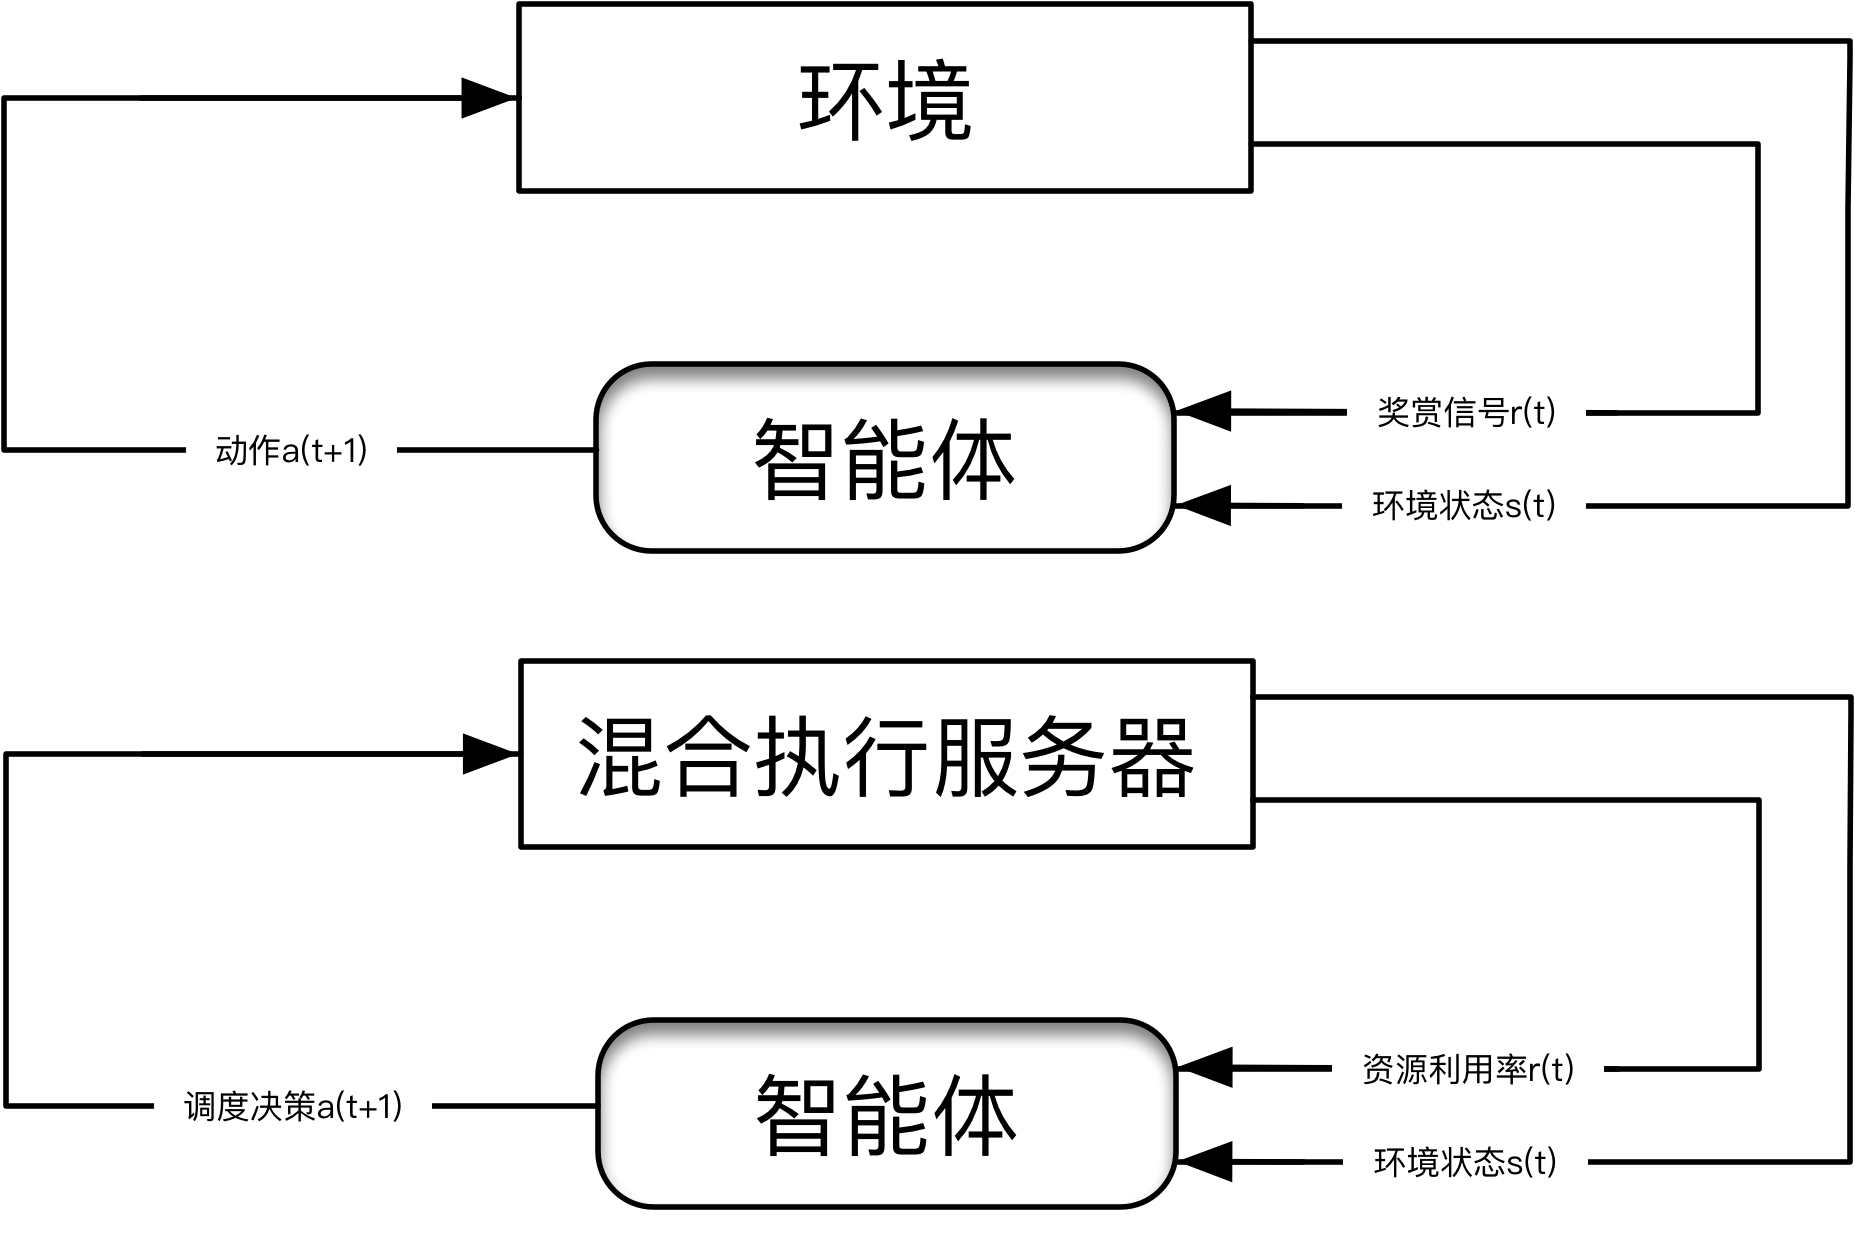 环境
奖赏信号r(t)
动作a(t+1)
智能体
环境状态s(t)
混合执行服务器
资源利用率r(t)
调度决策a(t+1)
智能体
环境状态s(t)